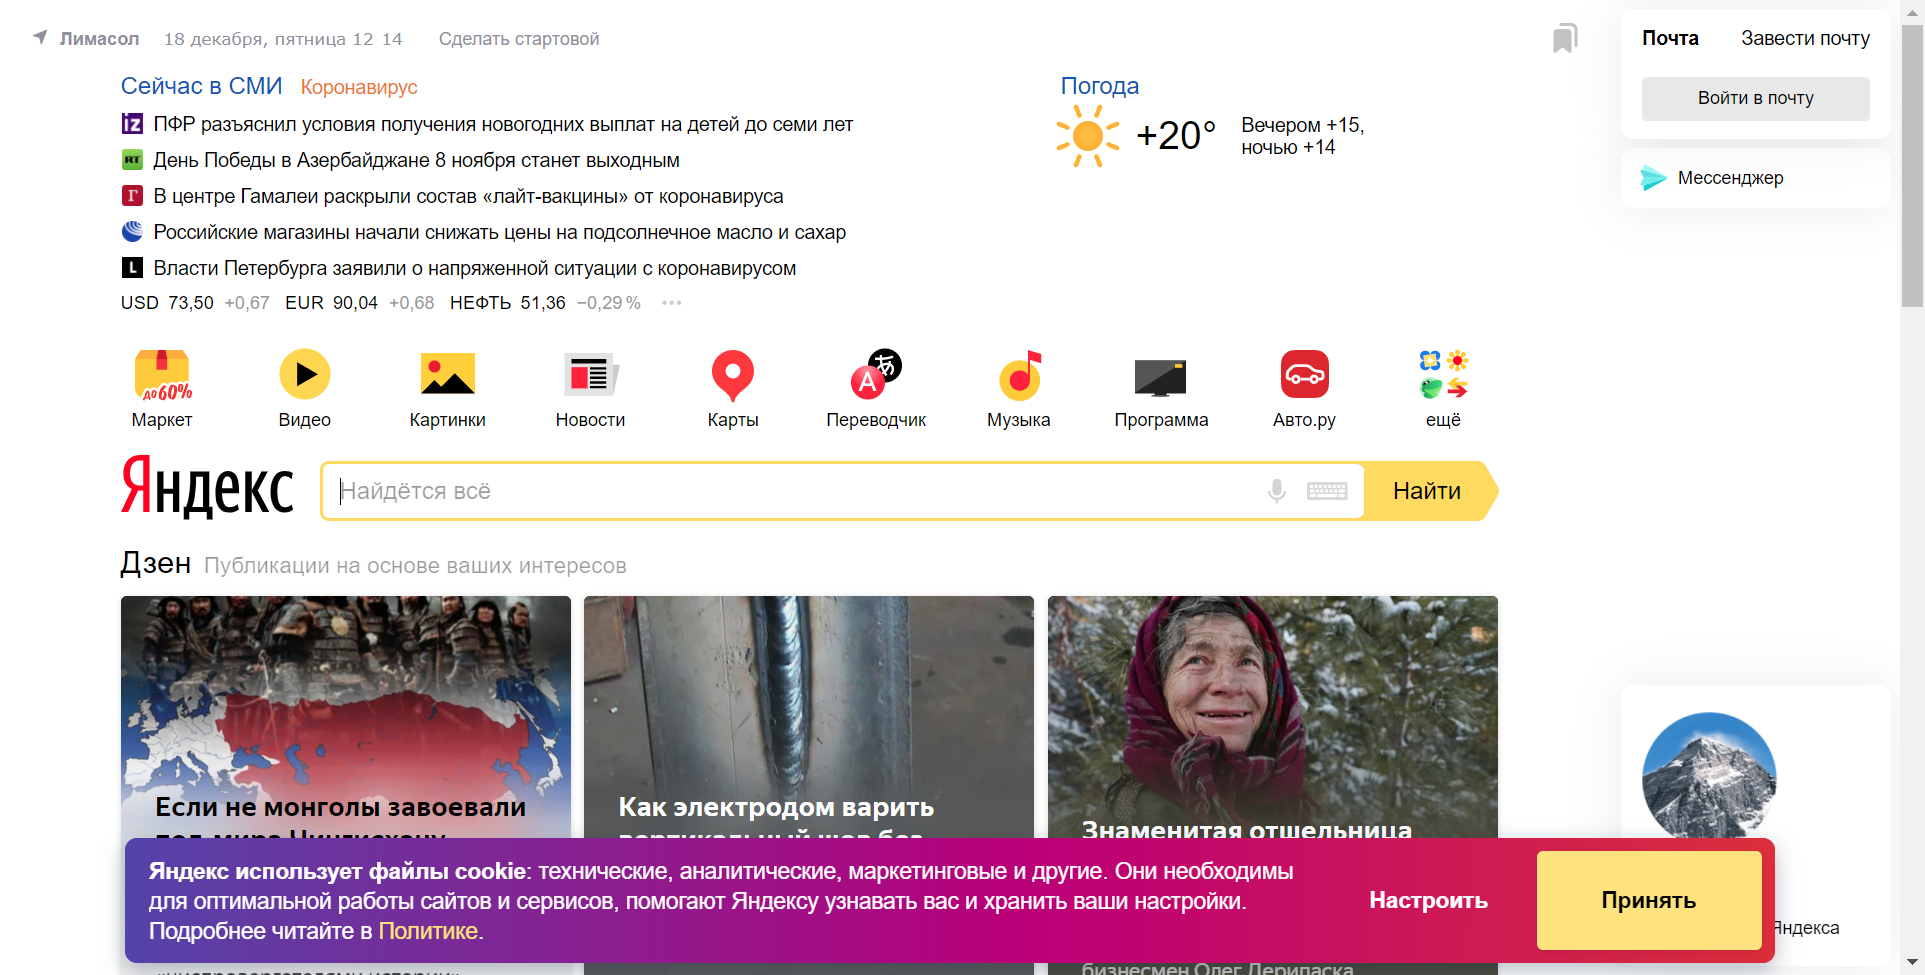 Лимасол 18 декабря, пятница 12 14 Сделать стартовой
Почта Завести почту
Войти в почту
Мессенджер
Сейчас в СМИ Коронавирус
ПФР разъяснил условия получения новогодних выплат на детей до семи лет
День Победы в Азербайджане 8 ноября станет выходным
В центре Гамалеи раскрыли состав «лайт-вакцины» от коронавируса
Российские магазины начали снижать цены на подсолнечное масло и сахар
Власти Петербурга заявили о напряженной ситуации с коронавирусом
USD 73,50 +0,67 EUR 90,04 +0,68 НЕФТЬ 51,36 −0,29 %
Погода
+20° Вечером +15,
ночью +14
до 60%
Маркет Видео Картинки Новости Карты Переводчик Музыка Программа Авто.ру ещё
Яндекс Найдётся всё Найти
Дзен Публикации на основе ваших интересов
Если не монголы завоевали
пол-мира Чингисхану
Как электродом варить
вертикальный шов без
Знаменитая отшельница
Яндекс использует файлы cookie: технические, аналитические, маркетинговые и другие. Они необходимы
для оптимальной работы сайтов и сервисов, помогают Яндексу узнавать вас и хранить ваши настройки.
Подробнее читайте в Политике.
Настроить Принять
Яндекса
бизнесмен Олег Дерипаска